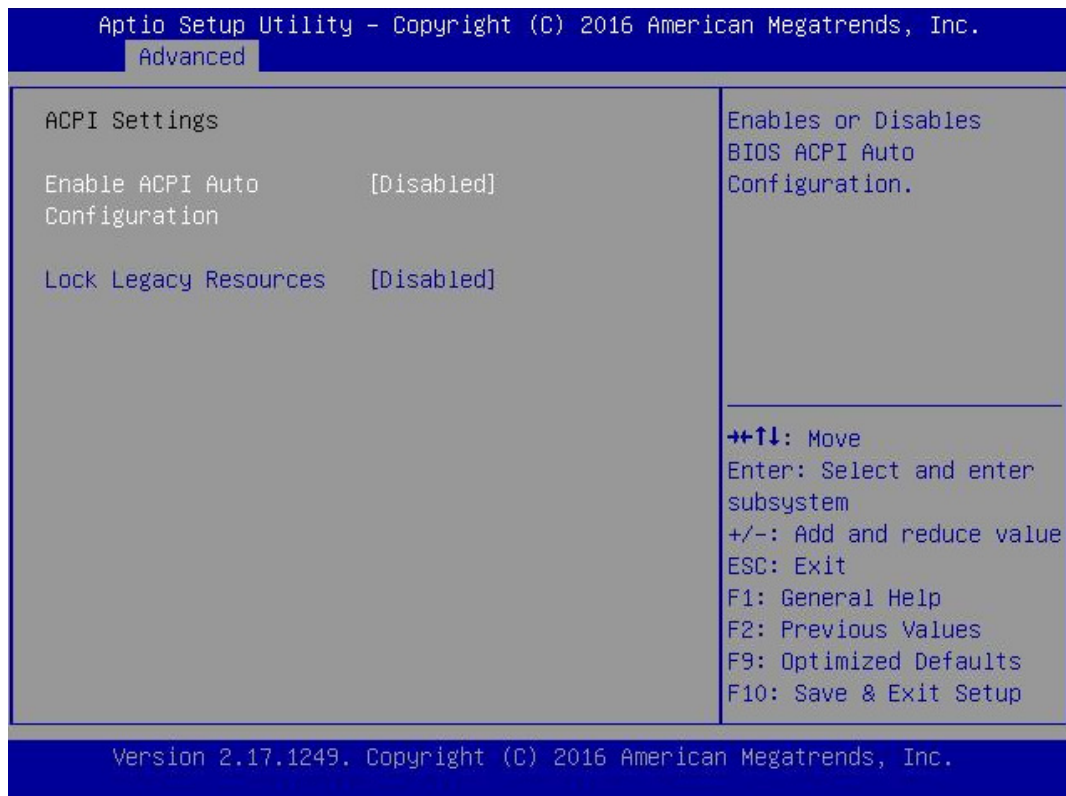 Aptio Setup Utility – Copyright (C) 2016 American Megatrends, Inc.
Advanced
ACPI Settings
Enable ACPI Auto [Disabled]
Configuration
Lock Legacy Resources [Disabled]
Enables or Disables
BIOS ACPI Auto
Configuration.
→←↑↓: Move
Enter: Select and enter
subsystem
+/-: Add and reduce value
ESC: Exit
F1: General Help
F2: Previous Values
F9: Optimized Defaults
F10: Save & Exit Setup
Version 2.17.1249. Copyright (C) 2016 American Megatrends, Inc.